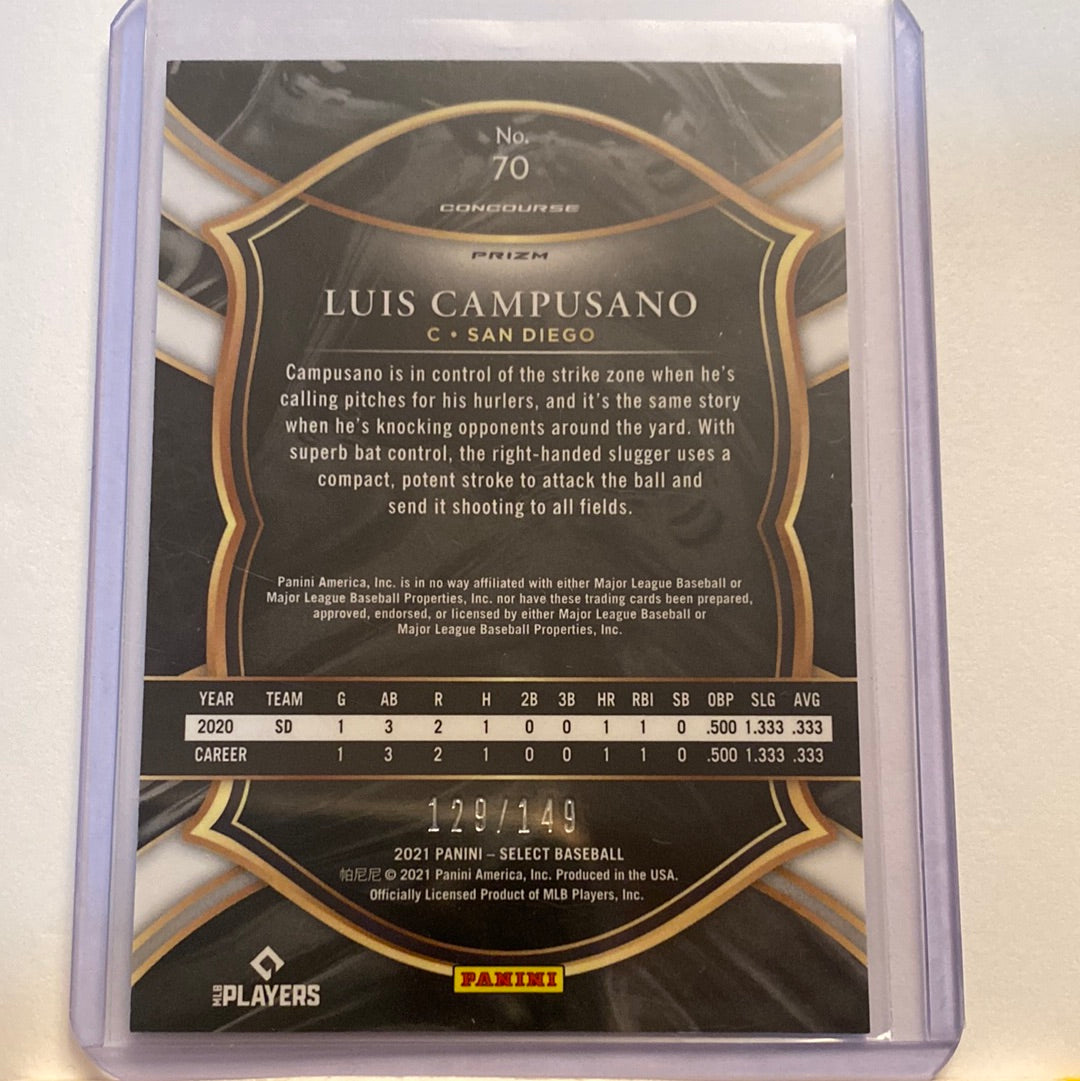 No.
70
CONCOURSE
PRIZM
LUIS CAMPUSANO
C • SAN DIEGO
Campusano is in control of the strike zone when he's
calling pitches for his hurlers, and it's the same story
when he's knocking opponents around the yard. With
superb bat control, the right-handed slugger uses a
compact, potent stroke to attack the ball and
send it shooting to all fields.
Panini America, Inc. is in no way affiliated with either Major League Baseball or
Major League Baseball Properties, Inc. nor have these trading cards been prepared,
approved, endorsed, or licensed by either Major League Baseball or
Major League Baseball Properties, Inc.
YEAR TEAM G AB R H 2B 3B HR RBI SB OBP SLG AVG
2020 SD 1 3 2 1 0 0 1 1 0 .500 1.333 .333
CAREER 1 3 2 1 0 0 1 1 0 .500 1.333 .333
129/149
2021 PANINI – SELECT BASEBALL
帕尼尼 © 2021 Panini America, Inc. Produced in the USA.
Officially Licensed Product of MLB Players, Inc.
MLB PLAYERS
PANINI